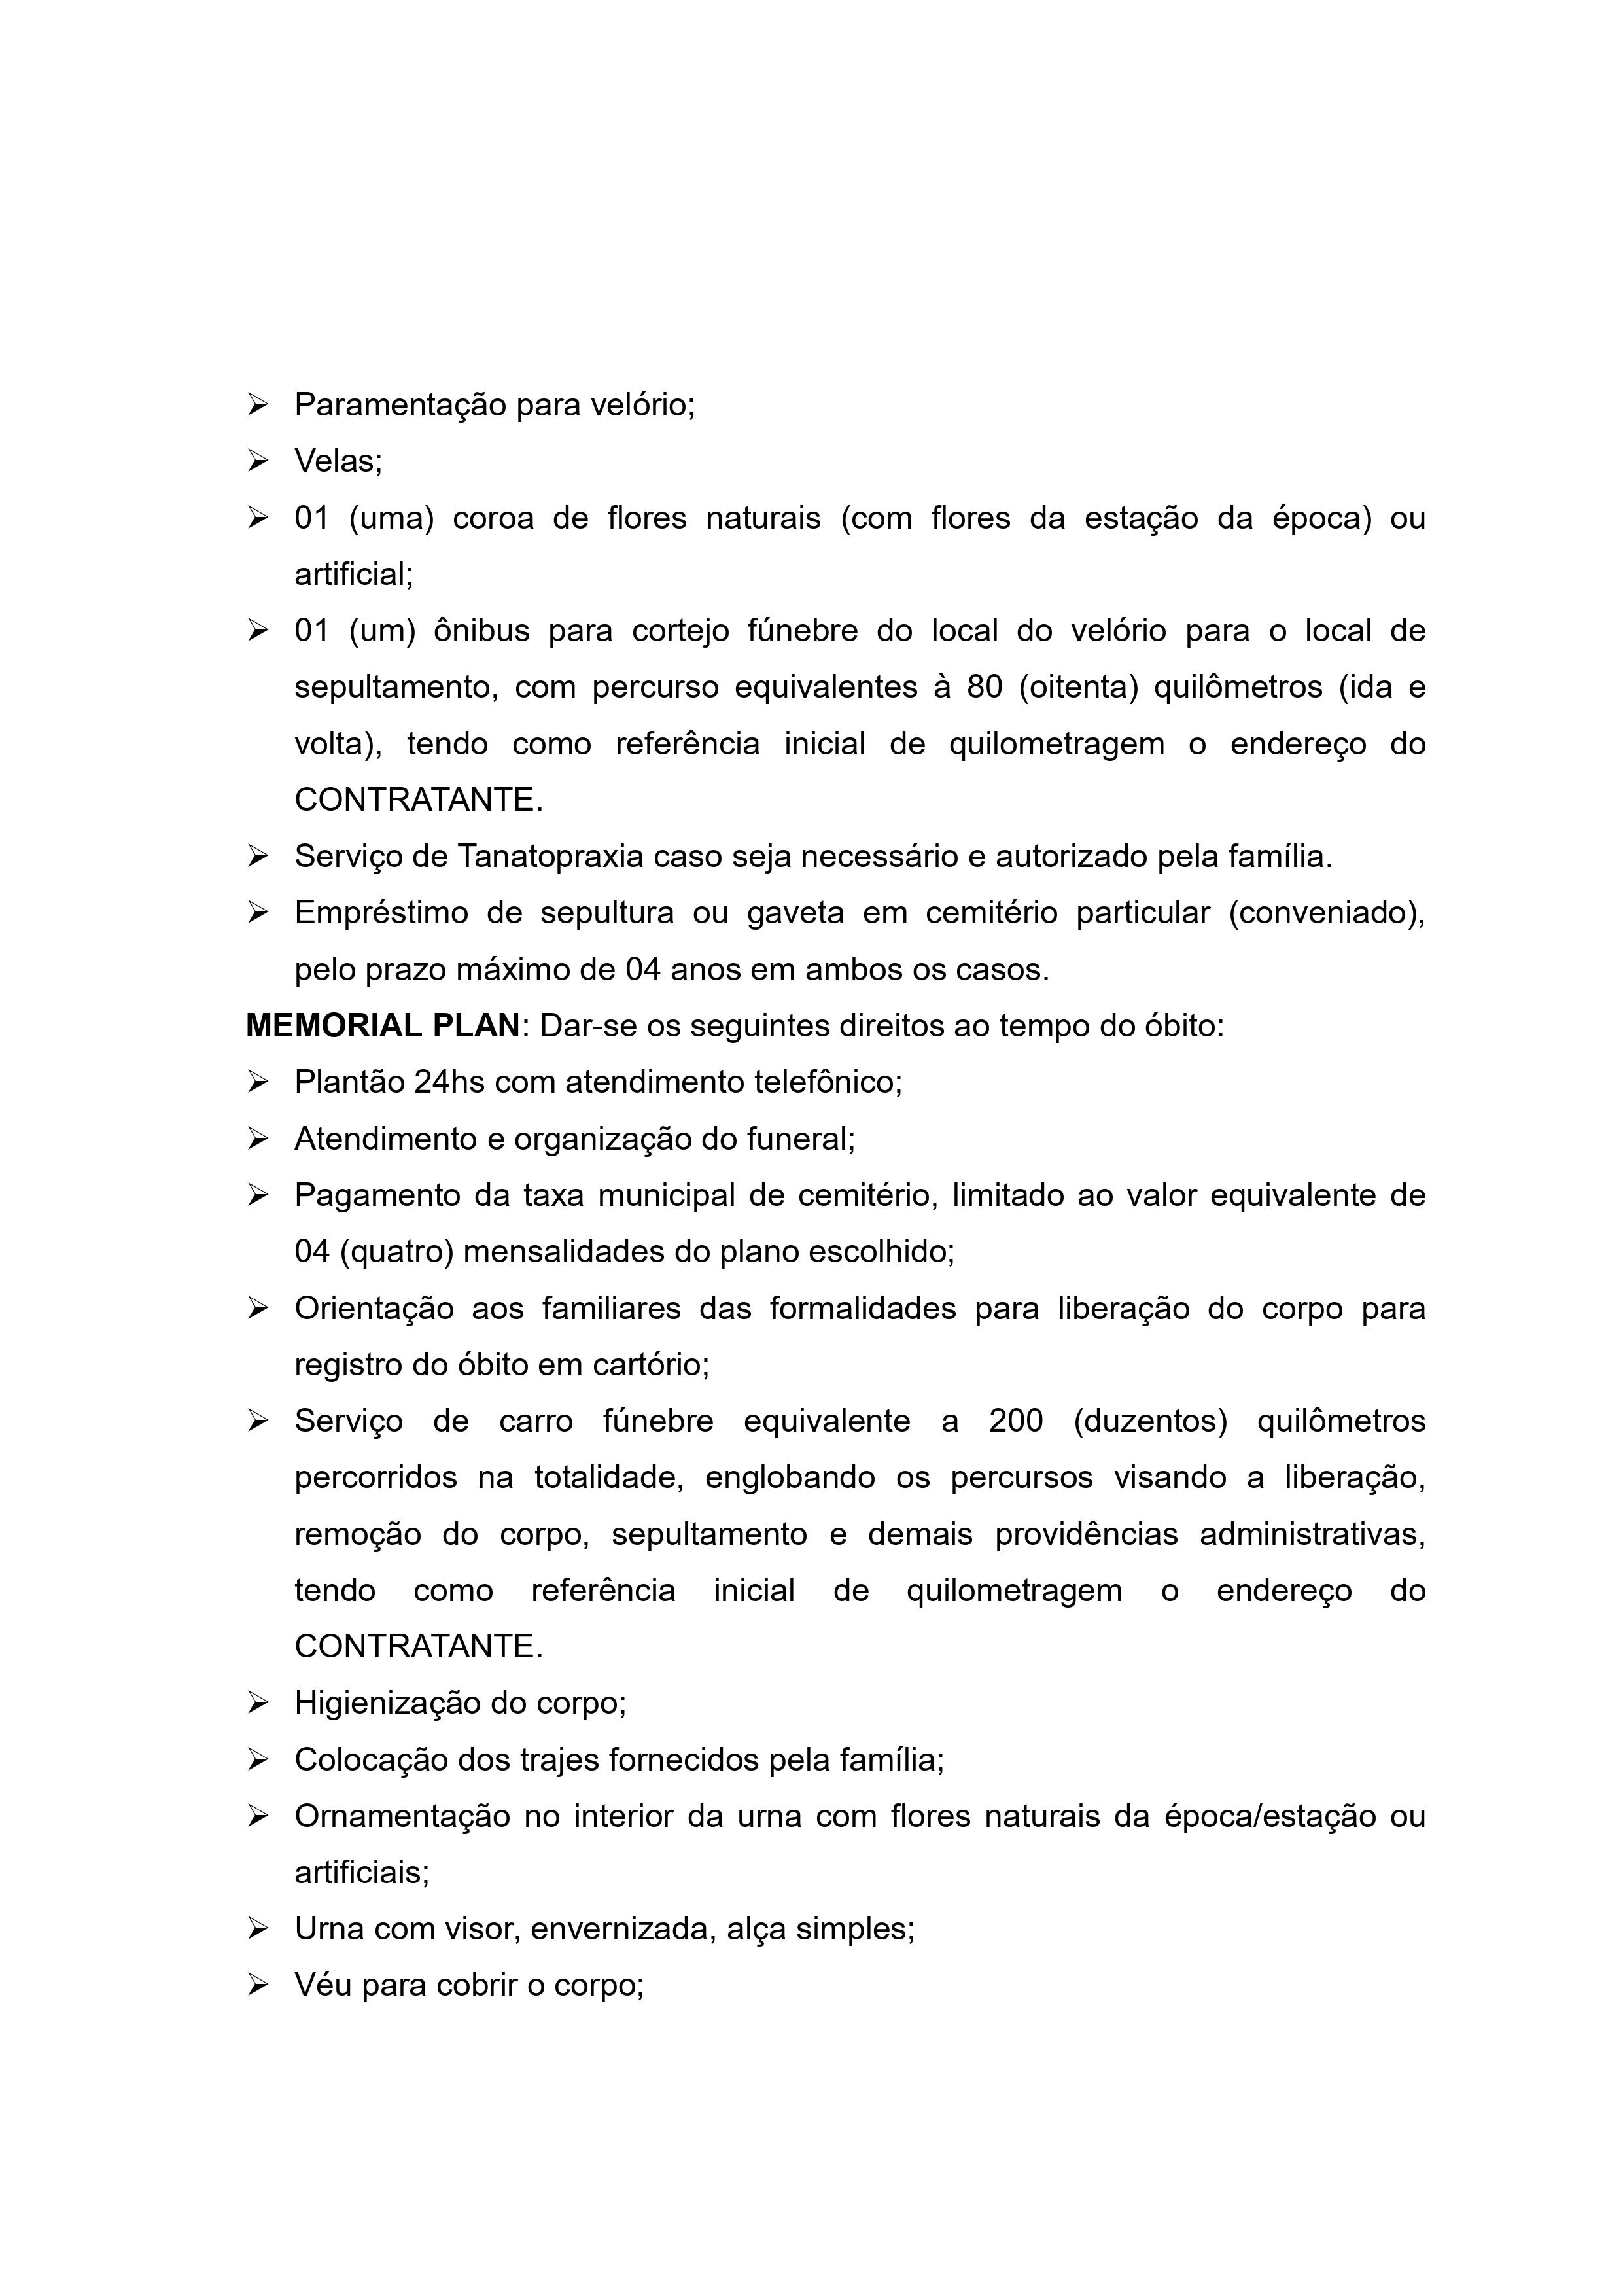 ➢ Paramentação para velório;
➢ Velas;
➢ 01 (uma) coroa de flores naturais (com flores da estação da época) ou
artificial;
➢ 01 (um) ônibus para cortejo fúnebre do local do velório para o local de
sepultamento, com percurso equivalentes à 80 (oitenta) quilômetros (ida e
volta), tendo como referência inicial de quilometragem o endereço do
CONTRATANTE.
➢ Serviço de Tanatopraxia caso seja necessário e autorizado pela família.
➢ Empréstimo de sepultura ou gaveta em cemitério particular (conveniado),
pelo prazo máximo de 04 anos em ambos os casos.
MEMORIAL PLAN: Dar-se os seguintes direitos ao tempo do óbito:
➢ Plantão 24hs com atendimento telefônico;
➢ Atendimento e organização do funeral;
➢ Pagamento da taxa municipal de cemitério, limitado ao valor equivalente de
04 (quatro) mensalidades do plano escolhido;
➢ Orientação aos familiares das formalidades para liberação do corpo para
registro do óbito em cartório;
➢ Serviço de carro fúnebre equivalente a 200 (duzentos) quilômetros
percorridos na totalidade, englobando os percursos visando a liberação,
remoção do corpo, sepultamento e demais providências administrativas,
tendo como referência inicial de quilometragem o endereço do
CONTRATANTE.
➢ Higienização do corpo;
➢ Colocação dos trajes fornecidos pela família;
➢ Ornamentação no interior da urna com flores naturais da época/estação ou
artificiais;
➢ Urna com visor, envernizada, alça simples;
➢ Véu para cobrir o corpo;